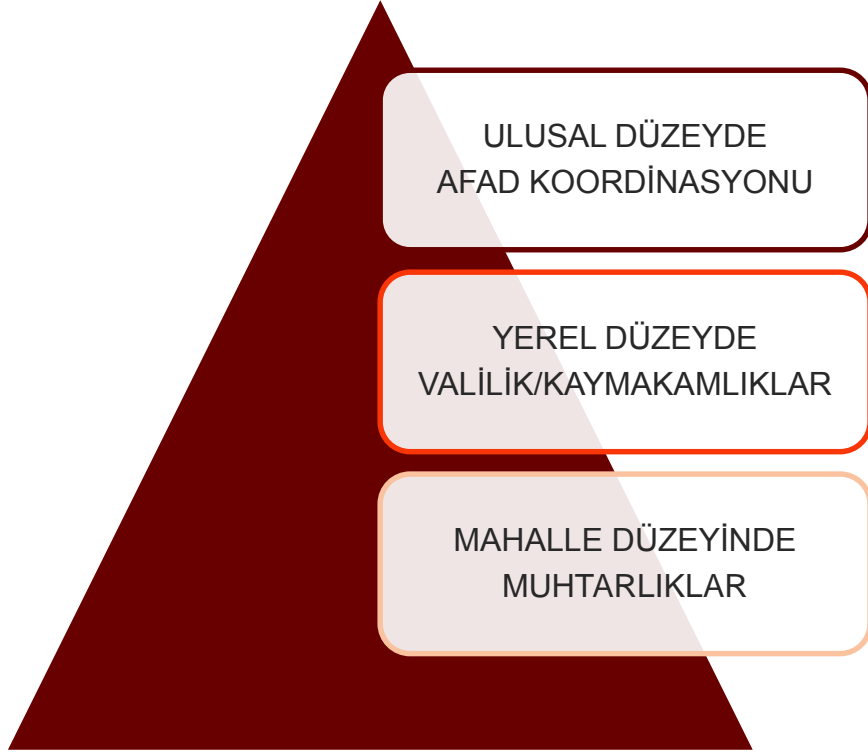 ULUSAL DÜZEYDE
AFAD KOORDİNASYONU
YEREL DÜZEYDE
VALİLİK/KAYMAKAMLIKLAR
MAHALLE DÜZEYİNDE
MUHTARLIKLAR